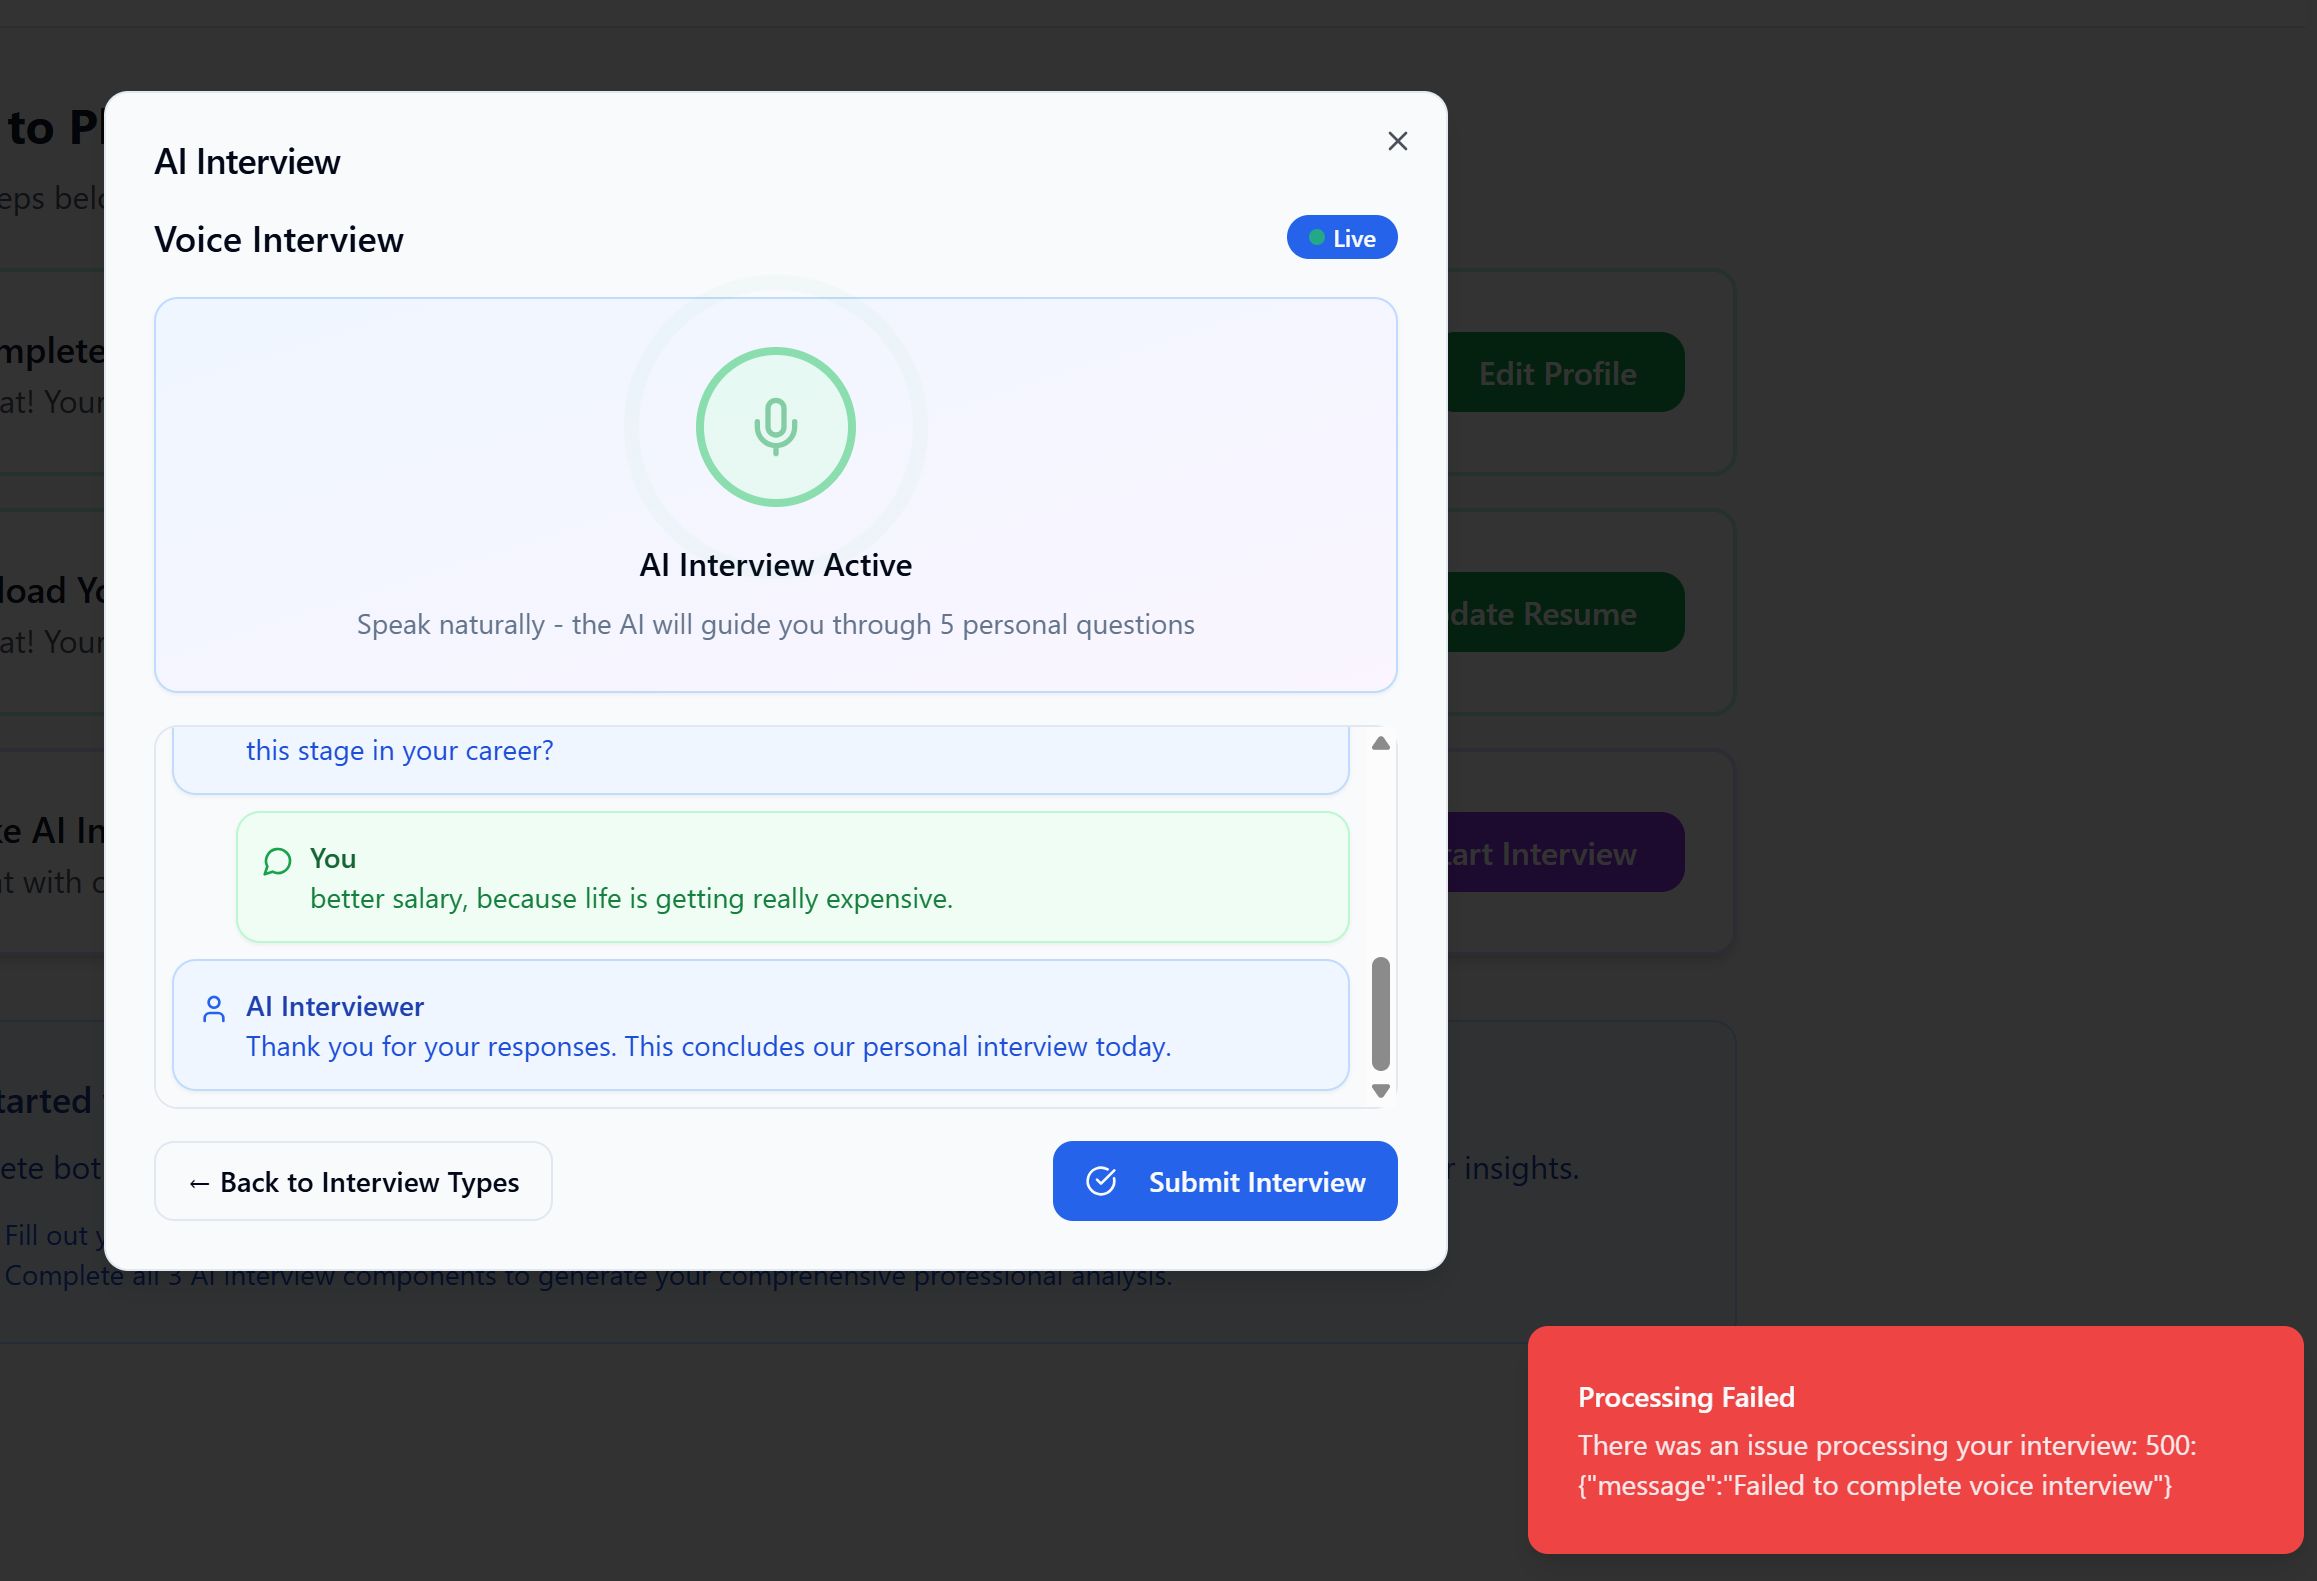 to P
eps bel
AI Interview
Voice Interview
Live
mplete
at! Your
Edit Profile
AI Interview Active
Speak naturally - the AI will guide you through 5 personal questions
load Yo
at! Your
date Resume
this stage in your career?
ke AI In
t with c
tart Interview
You
better salary, because life is getting really expensive.
AI Interviewer
Thank you for your responses. This concludes our personal interview today.
tarted
ete bot
r insights.
← Back to Interview Types
Submit Interview
Fill out y
Complete all 3 AI interview components to generate your comprehensive professional analysis.
Processing Failed
There was an issue processing your interview: 500:
{"message":"Failed to complete voice interview"}